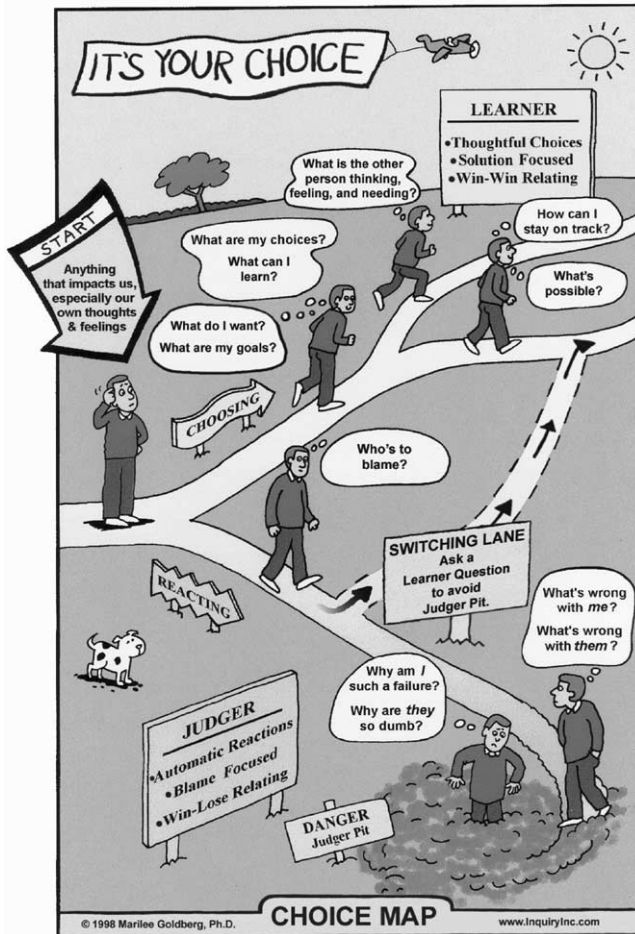 IT'S YOUR CHOICE
LEARNER
•Thoughtful Choices
•Solution Focused
•Win-Win Relating
What is the other
person thinking,
feeling, and needing?
How can I
stay on track?
What's
possible?
What are my choices?
What can I
learn?
What do I want?
What are my goals?
START
Anything
that impacts us,
especially our
own thoughts
& feelings
CHOOSING
Who's to
blame?
SWITCHING LANE
Ask a
Learner Question
to avoid
Judger Pit.
REACTING
What's wrong
with me?
What's wrong
with them?
Why am I
such a failure?
Why are they
so dumb?
JUDGER
•Automatic Reactions
•Blame Focused
•Win-Lose Relating
DANGER
Judger Pit
© 1998 Marilee Goldberg, Ph.D.
CHOICE MAP
www.InquiryInc.com